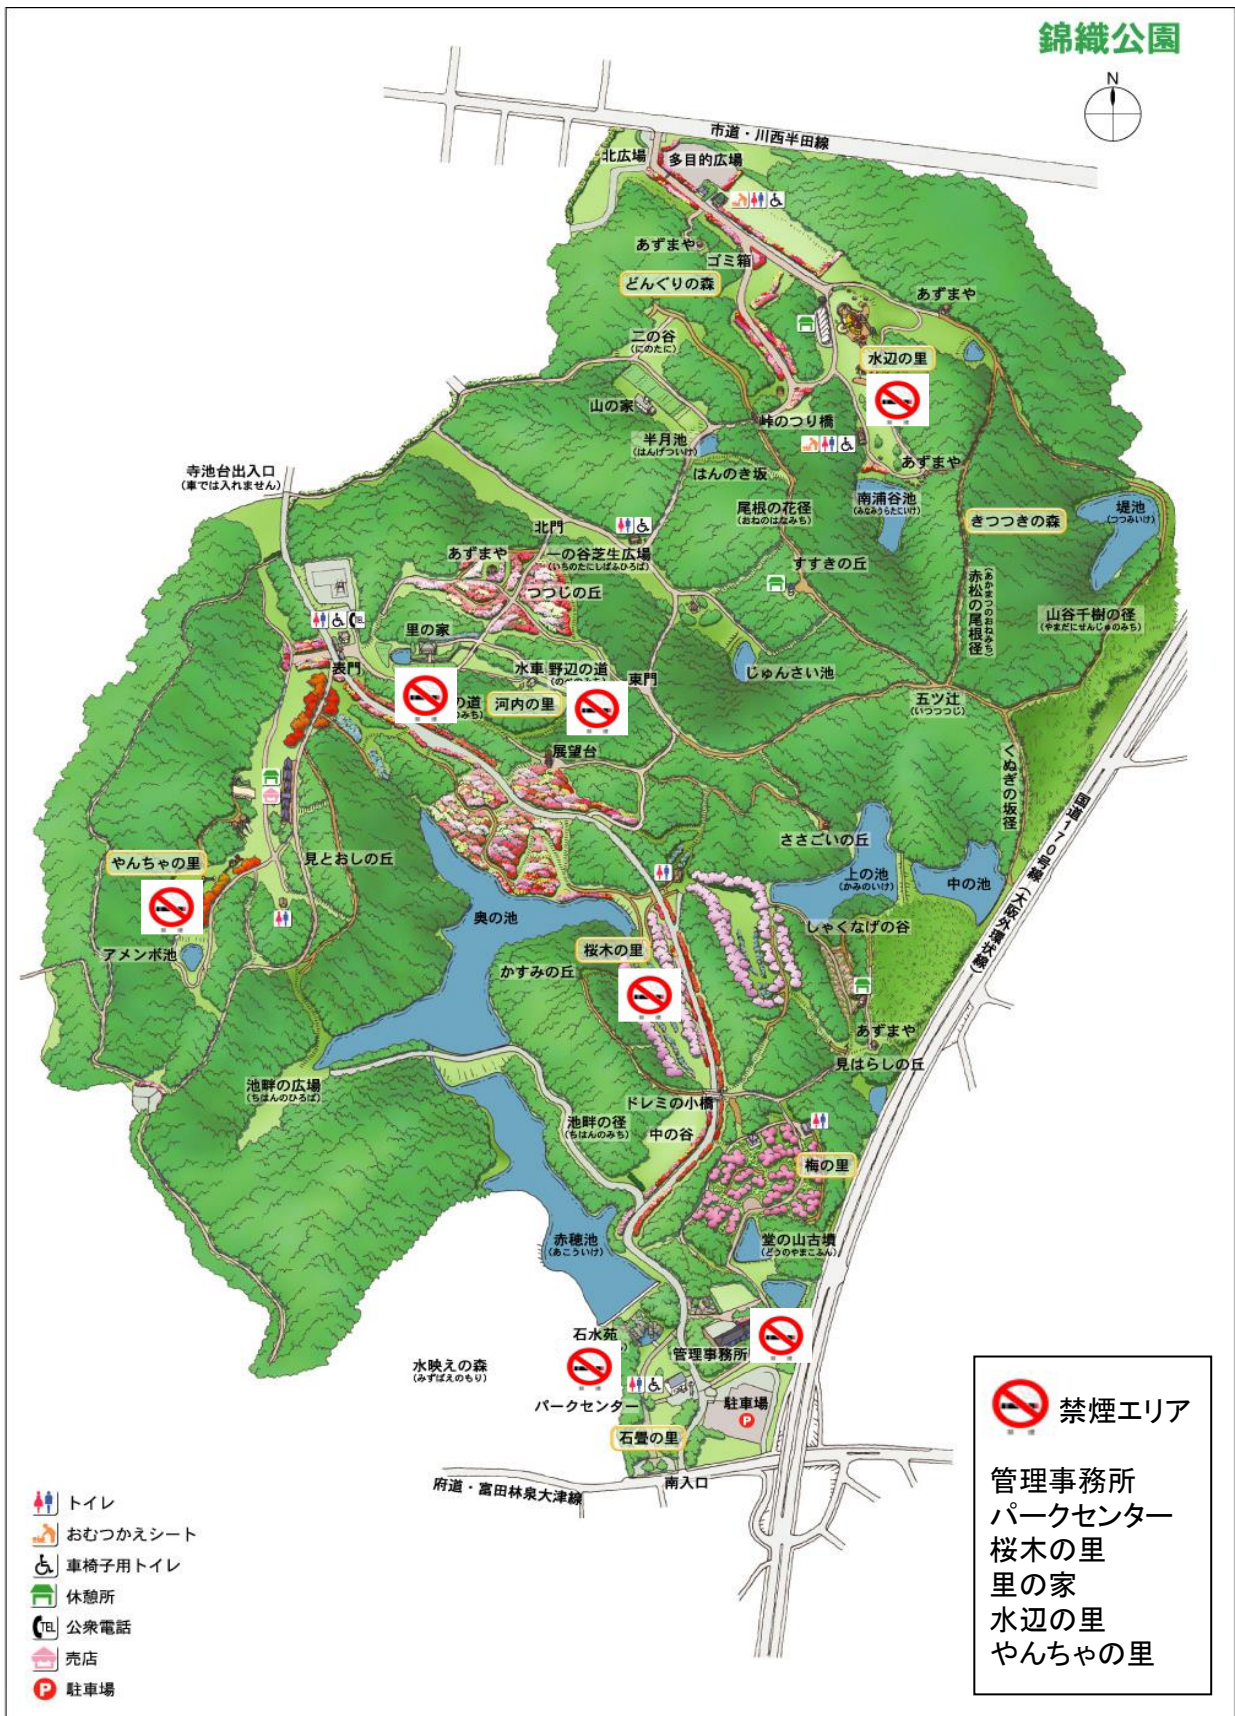 錦織公園
N
市道・川西半田線
北広場
多目的広場
あずまや
ゴミ箱
どんぐりの森
あずまや
二の谷
(にのたに)
水辺の里
山の家
峠のつり橋
半月池
(はんげついけ)
はんのき坂
あずまや
寺池台出入口
(車では入れません)
尾根の花径
(おねのはなみち)
南浦谷池
(みなみうらたにいけ)
きつつきの森
堤池
(つつみいけ)
北門
あずまや
一の谷芝生広場
(いちのたにしばふひろば)
すすきの丘
つつじの丘
赤松の尾根径
(あかまつのおねみち)
山谷千樹の径
(やまだにせんじゅのみち)
TEL
里の家
表門
水車
野辺の道
東門
じゅんさい池
の道
河内の里
五ツ辻
(いつつつじ)
展望台
くぬぎの坂径
国道170号線(大阪外環状線)
やんちゃの里
見とおしの丘
ささごいの丘
上の池
(かみのいけ)
中の池
奥の池
しゃくなげの谷
アメンボ池
桜木の里
かすみの丘
あずまや
見はらしの丘
池畔の広場
(ちはんのひろば)
ドレミの小橋
池畔の径
(ちはんのみち)
中の谷
梅の里
赤穂池
(あこういけ)
堂の山古墳
(どうのやまこふん)
石水苑
管理事務所
水映えの森
(みずばえのもり)
パークセンター
駐車場
P
石畳の里
南入口
府道・富田林泉大津線
トイレ
おむつかえシート
車椅子用トイレ
休憩所
TEL 公衆電話
売店
P 駐車場
禁煙エリア
管理事務所
パークセンター
桜木の里
里の家
水辺の里
やんちゃの里